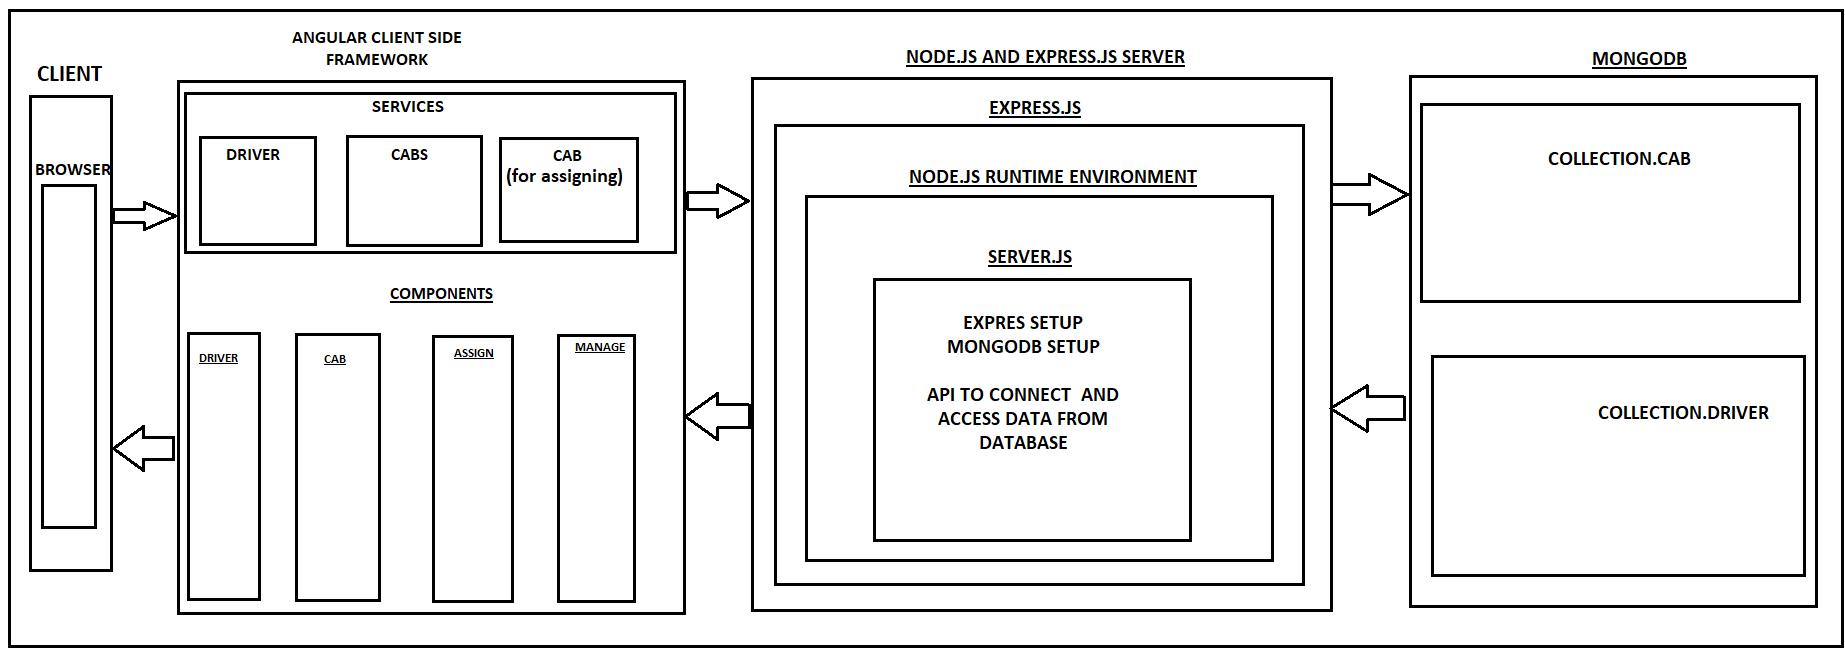 CLIENT
BROWSER
ANGULAR CLIENT SIDE
FRAMEWORK
SERVICES
DRIVER
CABS
CAB
(for assigning)
COMPONENTS
DRIVER
CAB
ASSIGN
MANAGE
NODE.JS AND EXPRESS.JS SERVER
EXPRESS.JS
NODE.JS RUNTIME ENVIRONMENT
SERVER.JS
EXPRES SETUP
MONGODB SETUP
API TO CONNECT AND
ACCESS DATA FROM
DATABASE
MONGODB
COLLECTION.CAB
COLLECTION.DRIVER